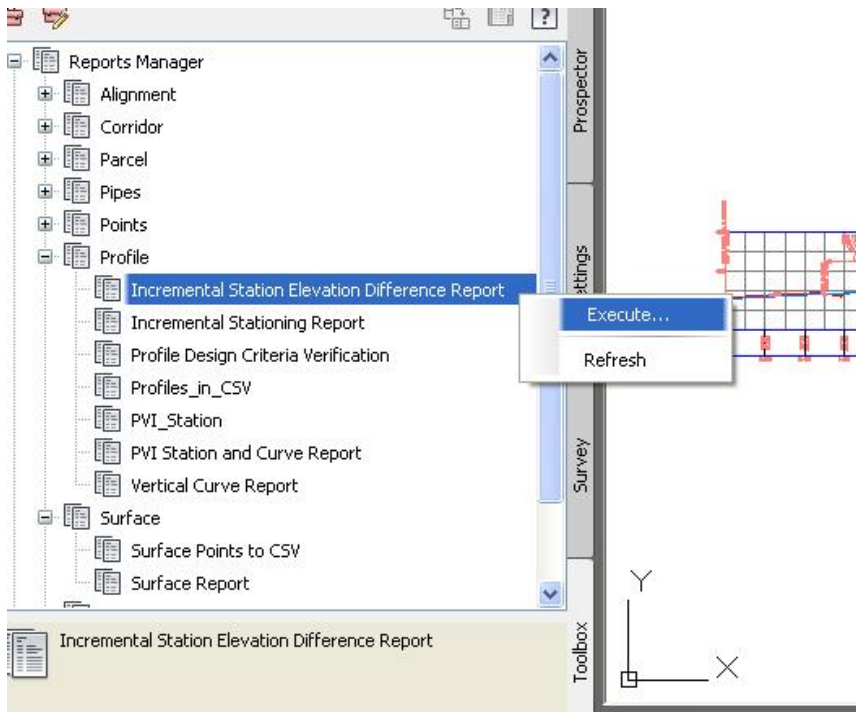 Reports Manager
Alignment
Corridor
Parcel
Pipes
Points
Profile
Incremental Station Elevation Difference Report
Incremental Stationing Report
Profile Design Criteria Verification
Profiles_in_CSV
PVI_Station
PVI Station and Curve Report
Vertical Curve Report
Surface
Surface Points to CSV
Surface Report
Execute...
Refresh
Prospector
ettings
Survey
Toolbox
Incremental Station Elevation Difference Report
Y
X